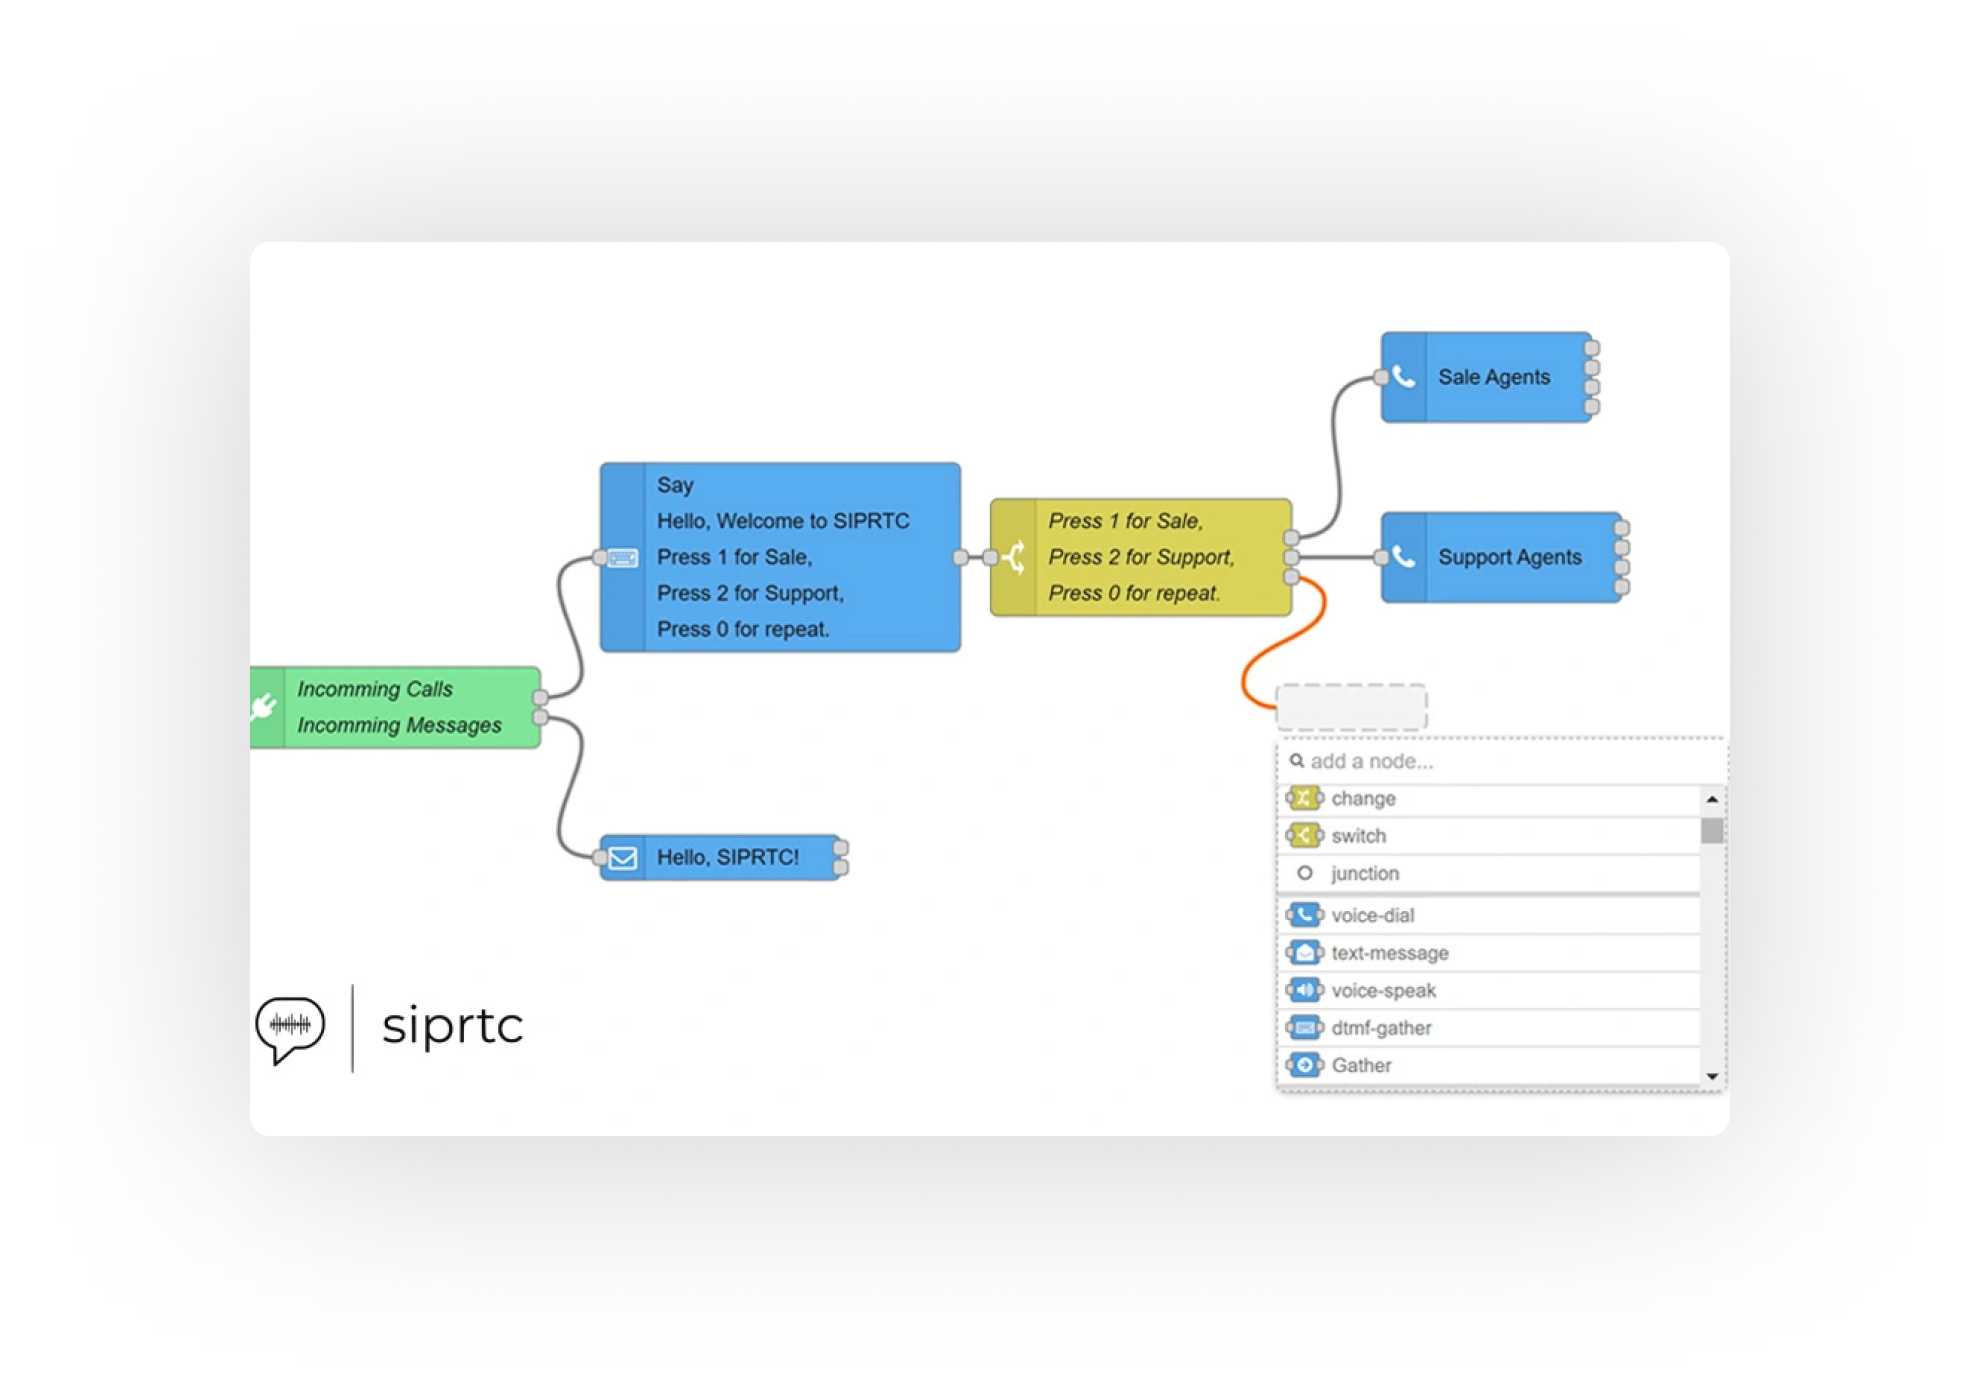 Sale Agents
Say
Hello, Welcome to SIPRTC
Press 1 for Sale,
Press 2 for Support,
Press 0 for repeat.
Press 1 for Sale,
Press 2 for Support,
Press 0 for repeat.
Support Agents
Incomming Calls
Incomming Messages
Hello, SIPRTC!
add a node...
change
switch
junction
voice-dial
text-message
voice-speak
dtmf-gather
Gather
siprtc